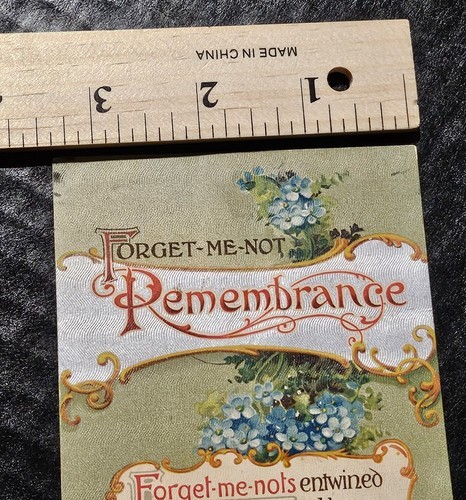 MADE IN CHINA
3 2 1
FORGET-ME-NOT
Remembrance
Forget-me-nots entwined